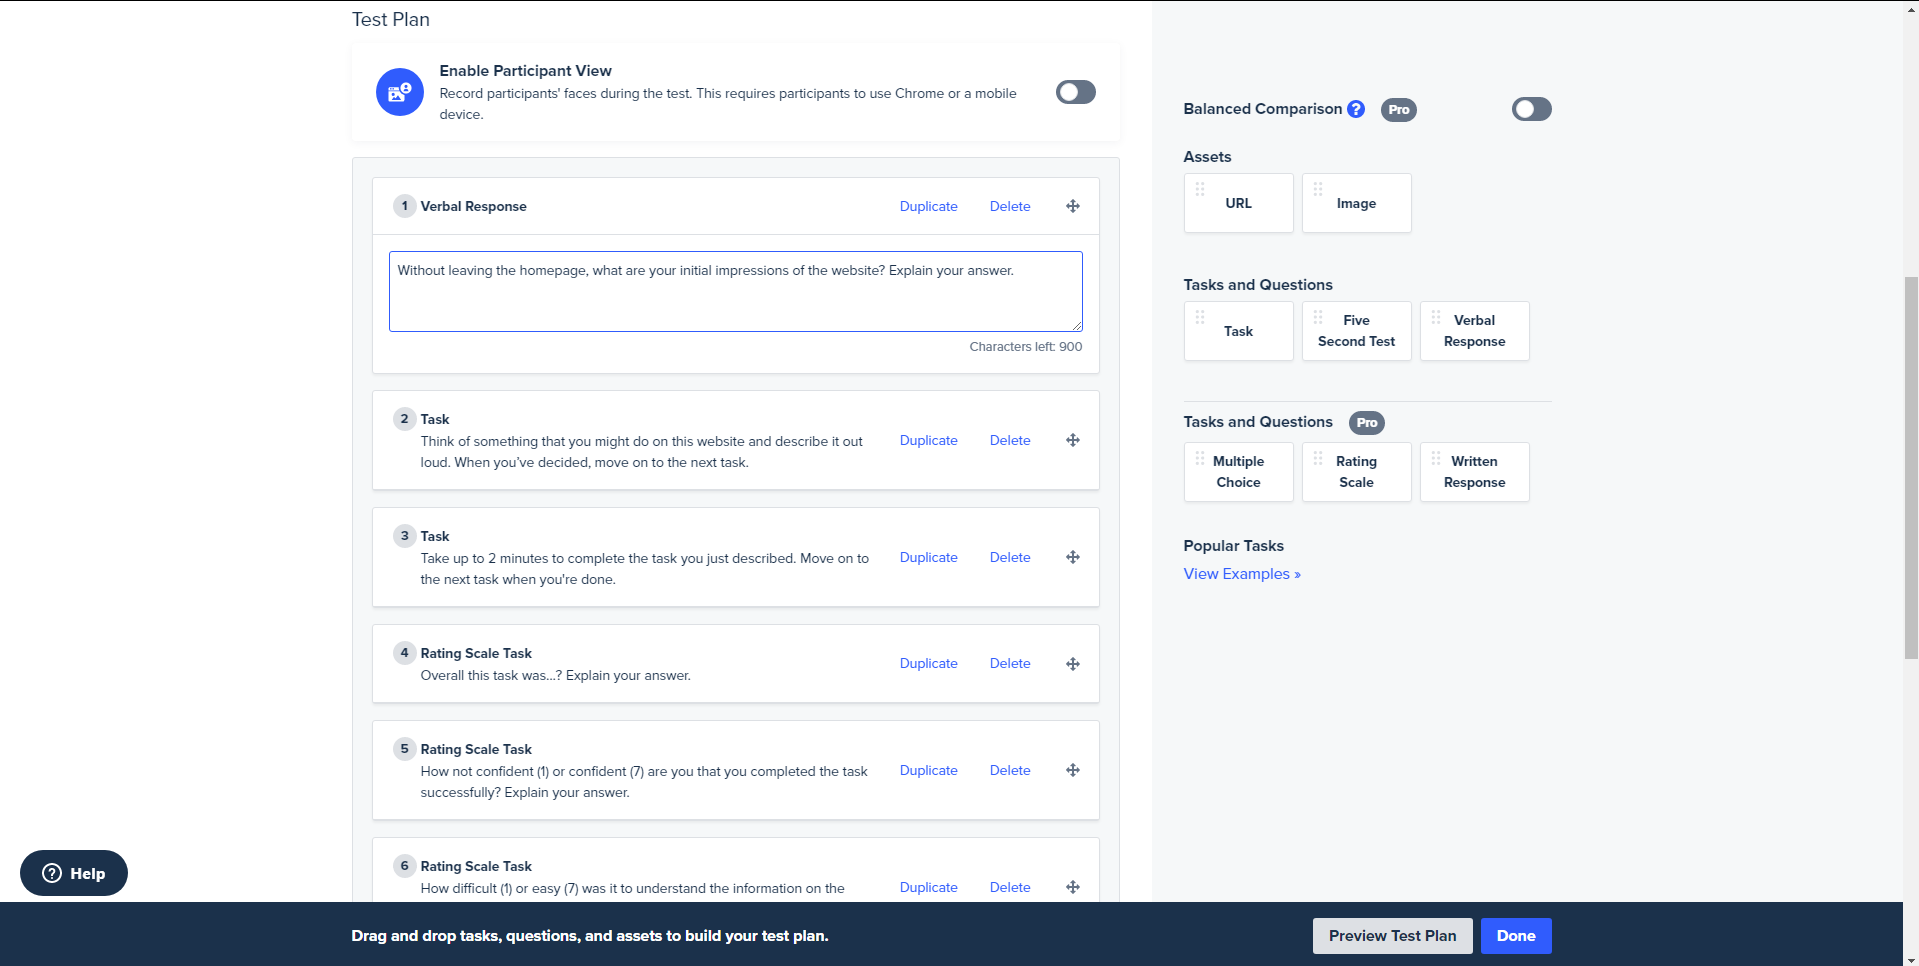 Test Plan
Enable Participant View
Record participants' faces during the test. This requires participants to use Chrome or a mobile
device.
1 Verbal Response Duplicate Delete
Without leaving the homepage, what are your initial impressions of the website? Explain your answer.
Characters left: 900
2 Task
Think of something that you might do on this website and describe it out
loud. When you've decided, move on to the next task.
Duplicate Delete
3 Task
Take up to 2 minutes to complete the task you just described. Move on to
the next task when you're done.
Duplicate Delete
4 Rating Scale Task
Overall this task was...? Explain your answer.
Duplicate Delete
5 Rating Scale Task
How not confident (1) or confident (7) are you that you completed the task
successfully? Explain your answer.
Duplicate Delete
6 Rating Scale Task
How difficult (1) or easy (7) was it to understand the information on the
Duplicate Delete
Balanced Comparison ? Pro
Assets
URL
Image
Tasks and Questions
Task
Five
Second Test
Verbal
Response
Tasks and Questions Pro
Multiple
Choice
Rating
Scale
Written
Response
Popular Tasks
View Examples »
? Help
Drag and drop tasks, questions, and assets to build your test plan.
Preview Test Plan
Done